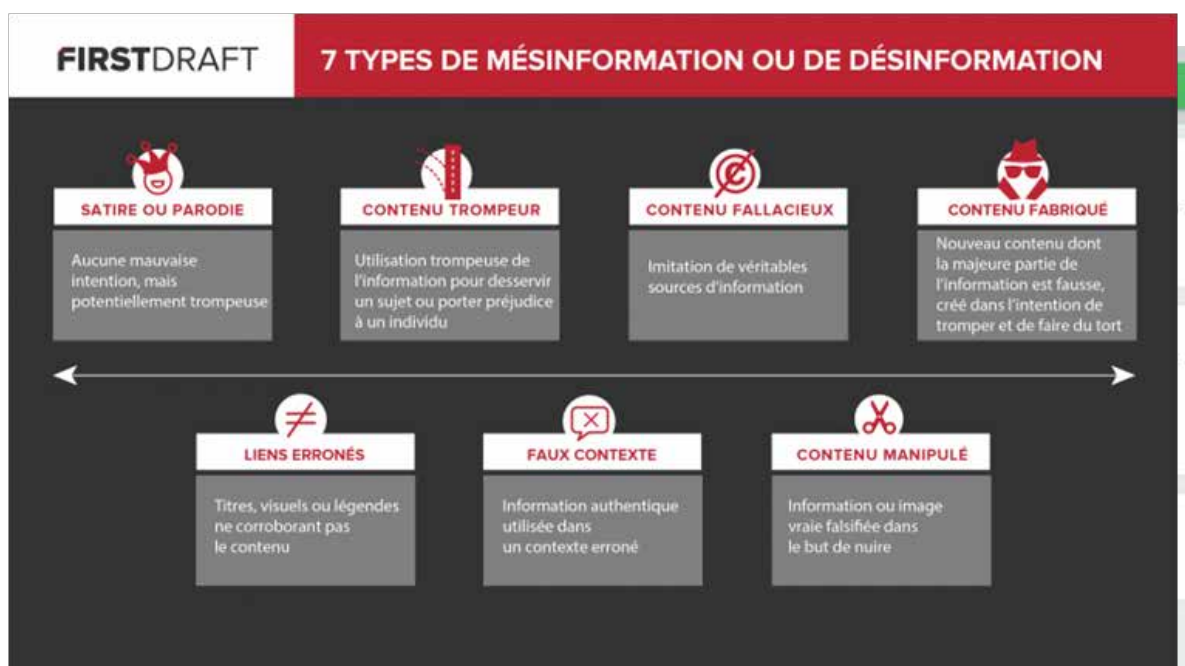 FIRSTDRAFT
7 TYPES DE MÉSINFORMATION OU DE DÉSINFORMATION
SATIRE OU PARODIE
Aucune mauvaise
intention, mais
potentiellement trompeuse
CONTENU TROMPEUR
Utilisation trompeuse de
l'information pour desservir
un sujet ou porter préjudice
à un individu
CONTENU FALLACIEUX
Imitation de véritables
sources d'information
CONTENU FABRIQUÉ
Nouveau contenu dont
la majeure partie de
l'information est fausse,
créé dans l'intention de
tromper et de faire du tort
LIENS ERRONÉS
Titres, visuels ou légendes
ne corroborant pas
le contenu
FAUX CONTEXTE
Information authentique
utilisée dans
un contexte erroné
CONTENU MANIPULÉ
Information ou image
vraie falsifiée dans
le but de nuire